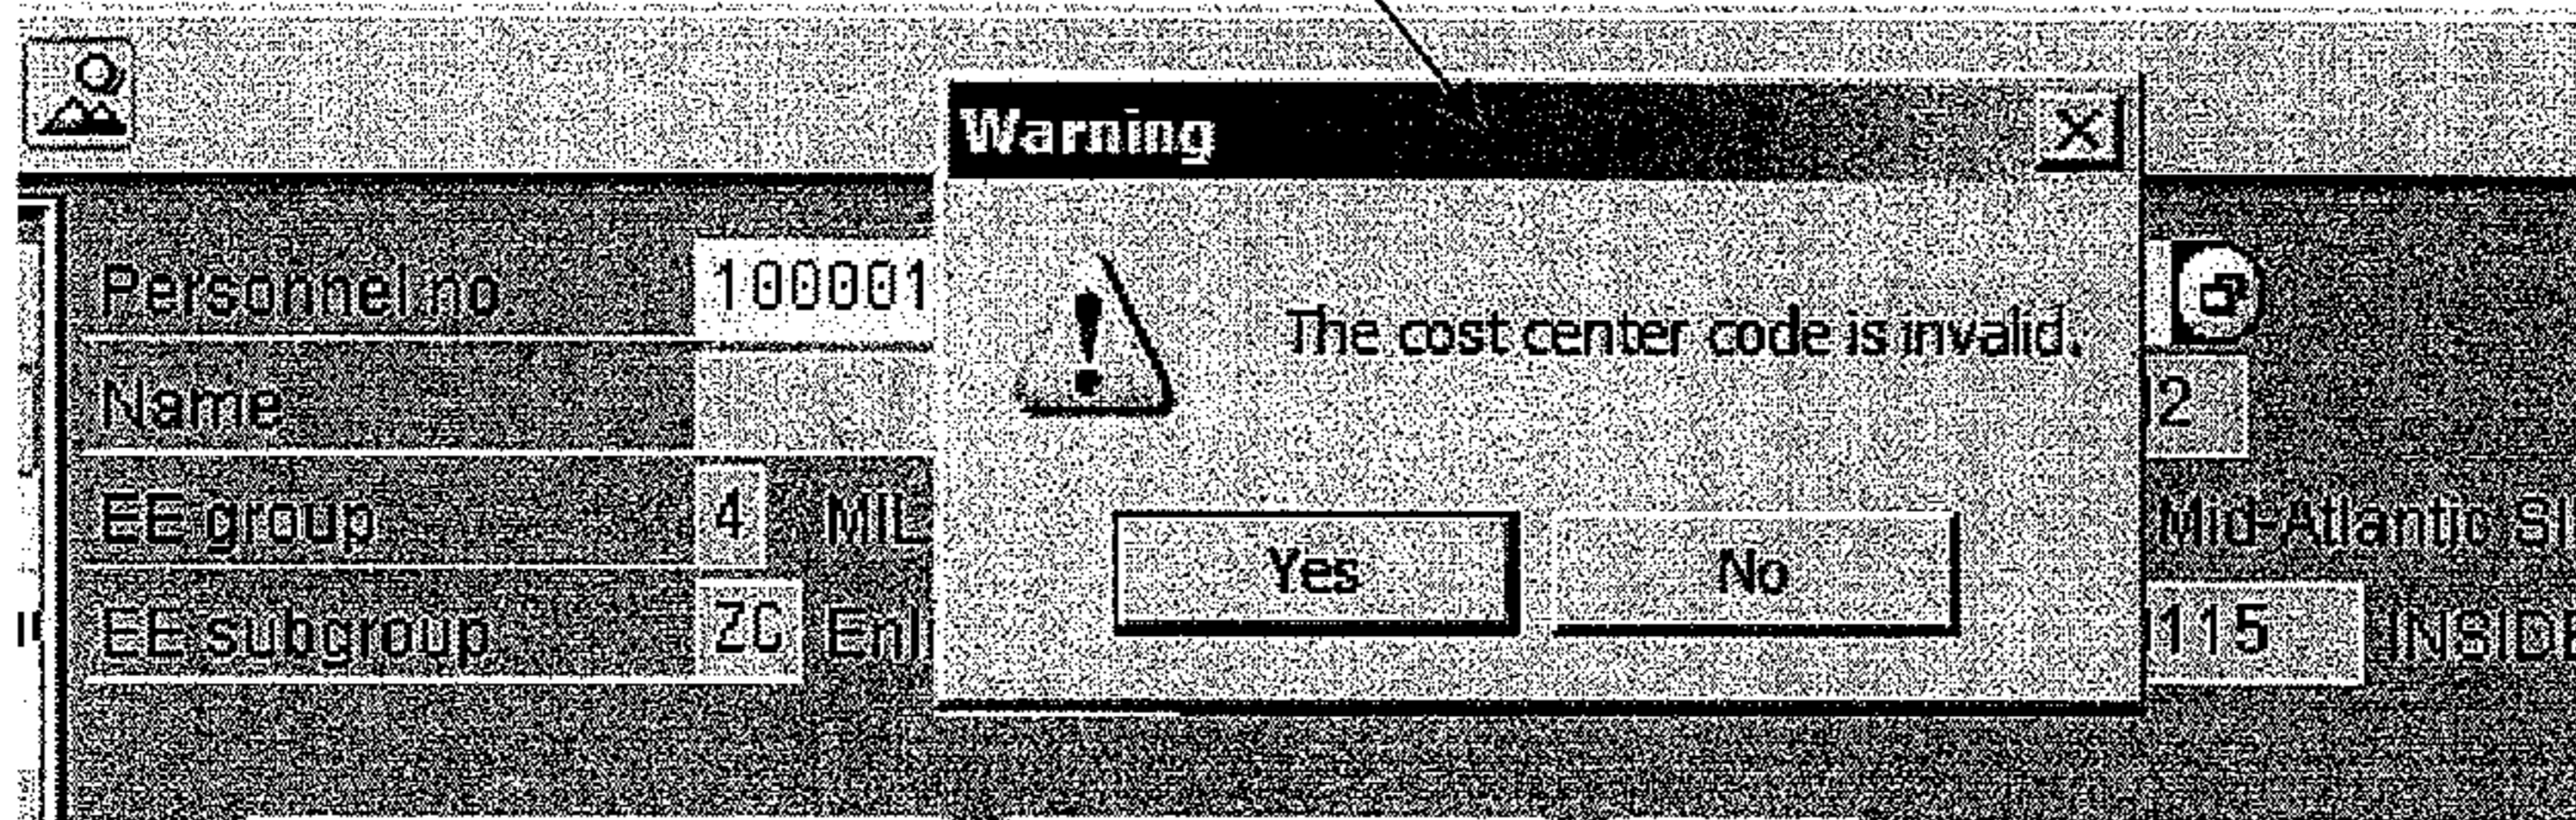 Warning
Personnel no. 100001
The cost center code is invalid.
Name 2
EE group 4 MIL Mid-Atlantic
Yes No
EE subgroup ZC 115 INSIDE